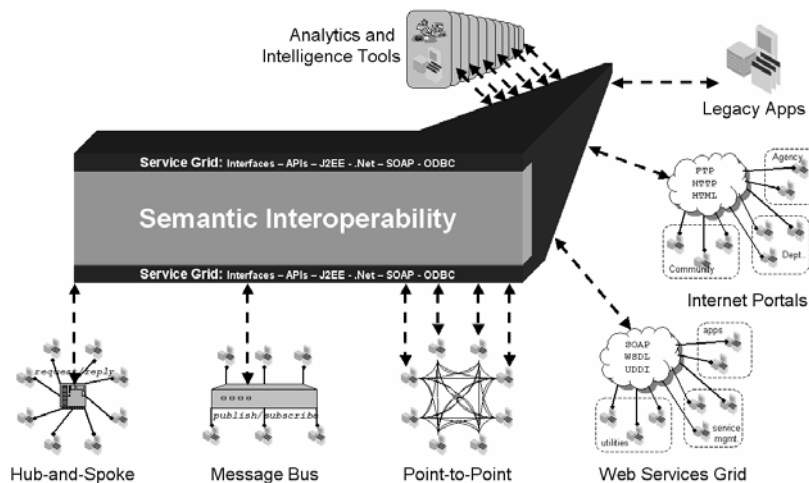 Analytics and
Intelligence Tools
Legacy Apps
Service Grid: Interfaces – APIs – J2EE - .Net – SOAP - ODBC
Semantic Interoperability
Service Grid: Interfaces – APIs – J2EE - .Net – SOAP - ODBC
Agency
FTP
HTTP
HTML
Community
Dept.
Internet Portals
apps
SOAP
WSDL
UDDI
utilities
service
mgmt
request/reply
publish/subscribe
Hub-and-Spoke
Message Bus
Point-to-Point
Web Services Grid